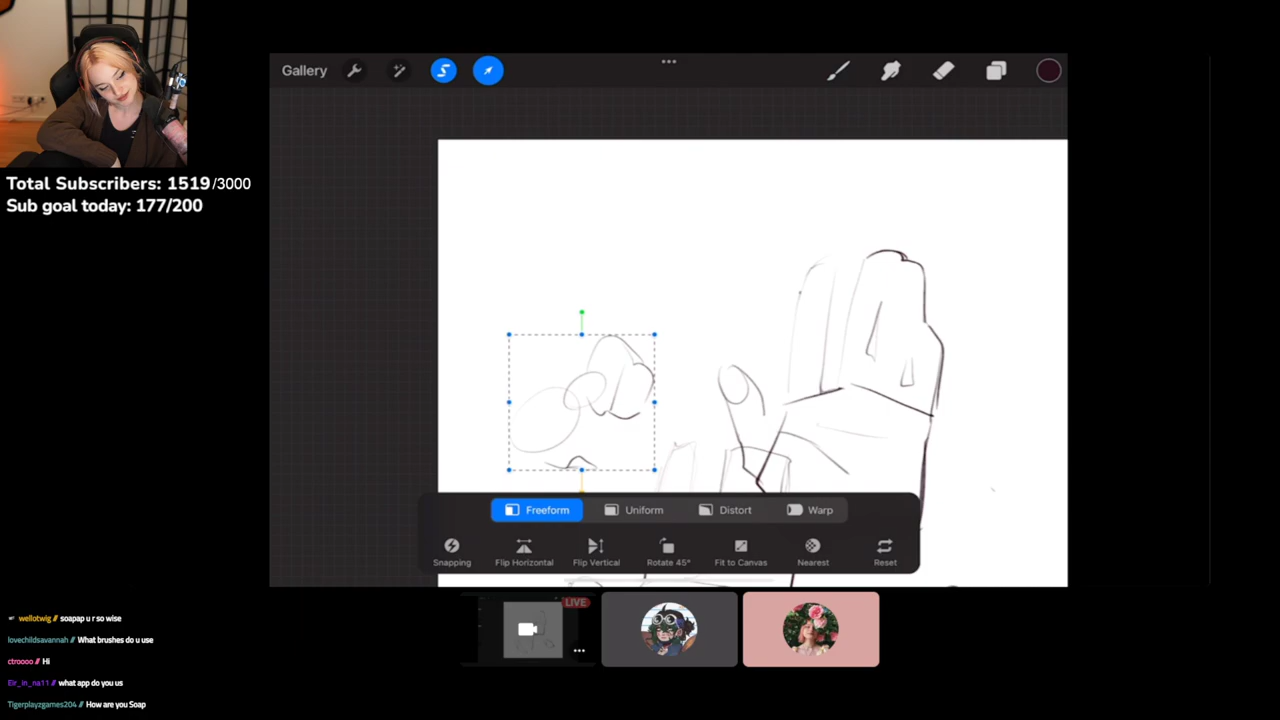 Gallery
Total Subscribers: 1519/3000
Sub goal today: 177/200
Freeform
Uniform
Distort
Warp
Snapping
Flip Horizontal
Flip Vertical
Rotate 45°
Fit to Canvas
Nearest
Reset
LIVE
wellotwig // soapap u r so wise
lovechildsavannah // What brushes do u use
ctroooo // Hi
Eir_in_na11 // what app do you us
Tigerplayzgames204 // How are you Soap